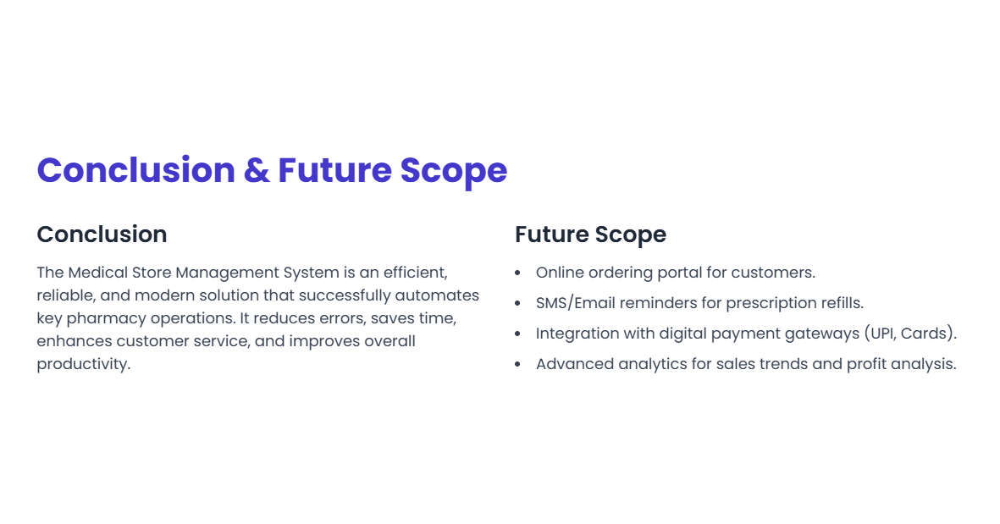 Conclusion & Future Scope
Conclusion
The Medical Store Management System is an efficient,
reliable, and modern solution that successfully automates
key pharmacy operations. It reduces errors, saves time,
enhances customer service, and improves overall
productivity.
Future Scope
• Online ordering portal for customers.
• SMS/Email reminders for prescription refills.
• Integration with digital payment gateways (UPI, Cards).
• Advanced analytics for sales trends and profit analysis.